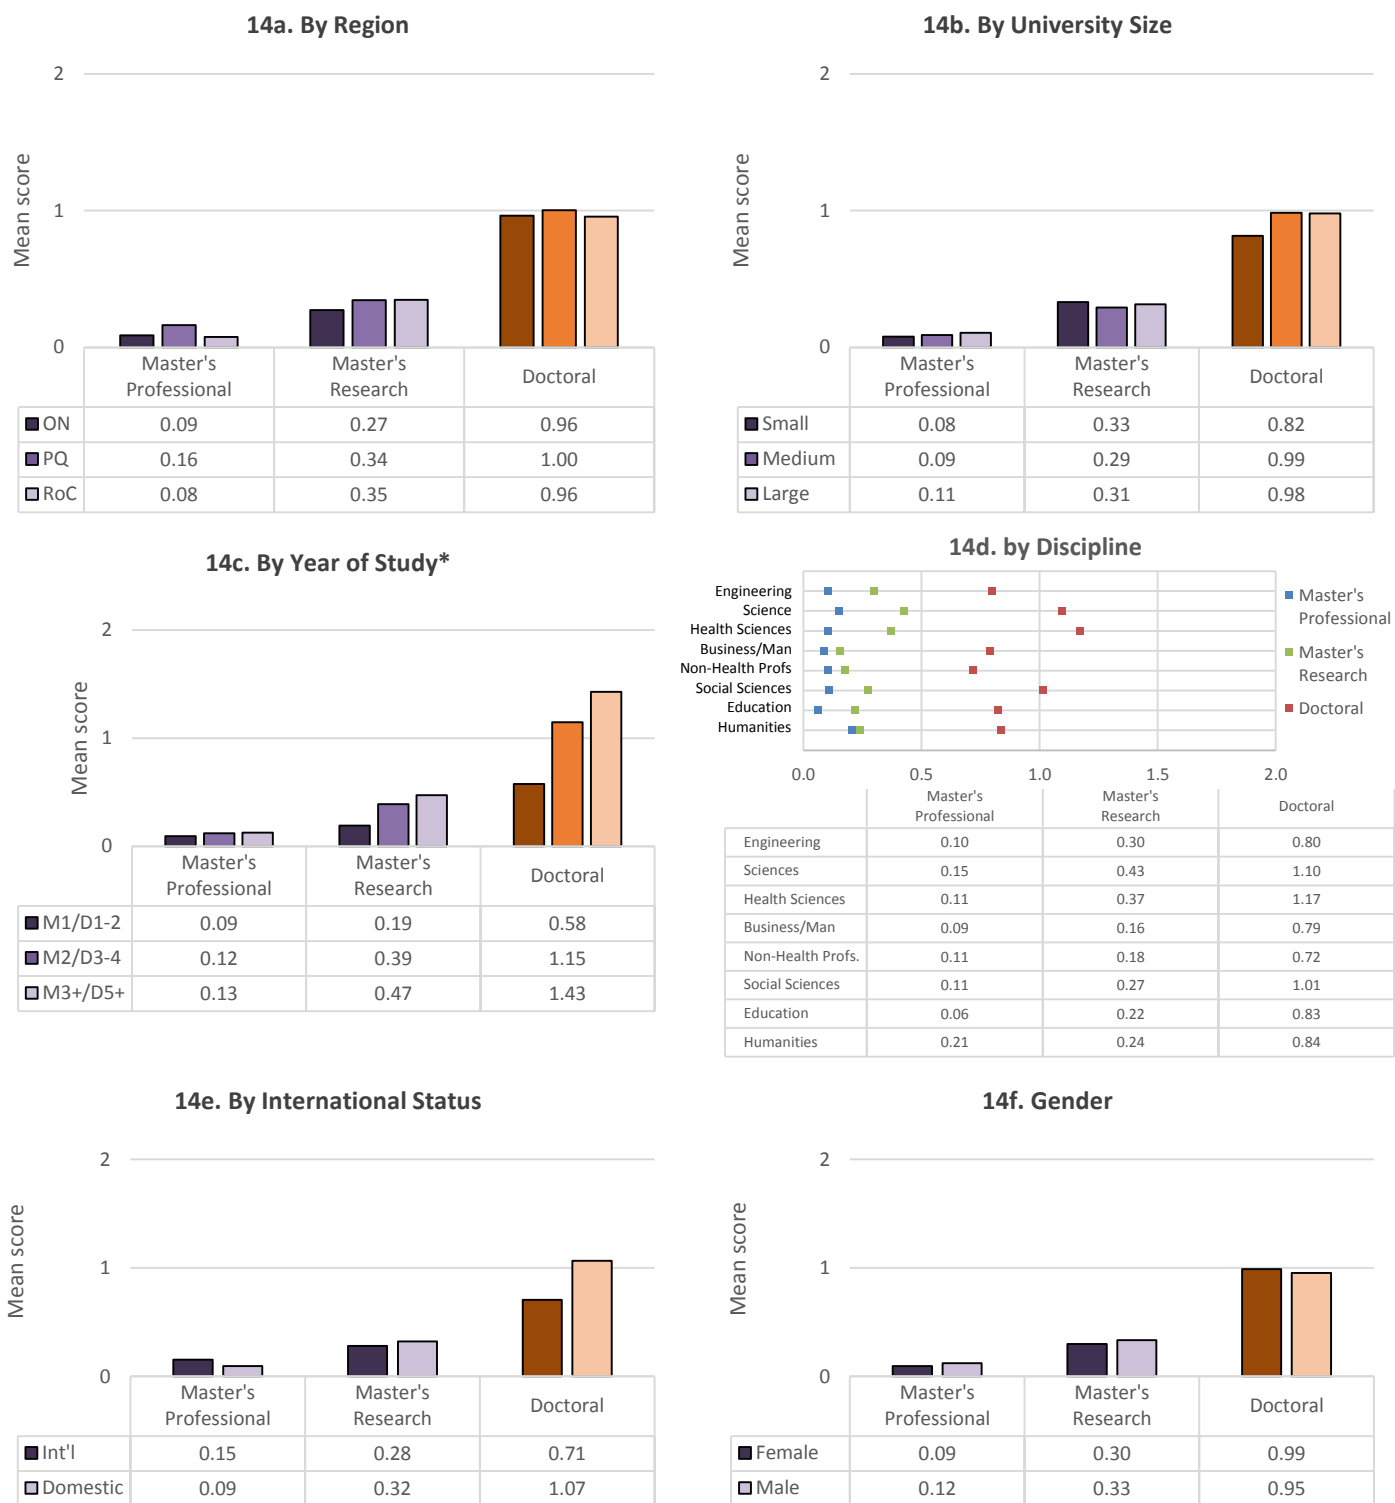 14a. By Region
2
1
0
Mean score
Master's Professional Master's Research Doctoral
ON 0.09 0.27 0.96
PQ 0.16 0.34 1.00
RoC 0.08 0.35 0.96
14b. By University Size
2
1
0
Mean score
Master's Professional Master's Research Doctoral
Small 0.08 0.33 0.82
Medium 0.09 0.29 0.99
Large 0.11 0.31 0.98
14c. By Year of Study*
2
1
0
Mean score
Master's Professional Master's Research Doctoral
M1/D1-2 0.09 0.19 0.58
M2/D3-4 0.12 0.39 1.15
M3+/D5+ 0.13 0.47 1.43
14d. by Discipline
Engineering
Science
Health Sciences
Business/Man
Non-Health Profs
Social Sciences
Education
Humanities
0.0 0.5 1.0 1.5 2.0
Master's Professional
Master's Research
Doctoral
Master's Professional Master's Research Doctoral
Engineering 0.10 0.30 0.80
Sciences 0.15 0.43 1.10
Health Sciences 0.11 0.37 1.17
Business/Man 0.09 0.16 0.79
Non-Health Profs. 0.11 0.18 0.72
Social Sciences 0.11 0.27 1.01
Education 0.06 0.22 0.83
Humanities 0.21 0.24 0.84
14e. By International Status
2
1
0
Mean score
Master's Professional Master's Research Doctoral
Int'l 0.15 0.28 0.71
Domestic 0.09 0.32 1.07
14f. Gender
2
1
0
Mean score
Master's Professional Master's Research Doctoral
Female 0.09 0.30 0.99
Male 0.12 0.33 0.95